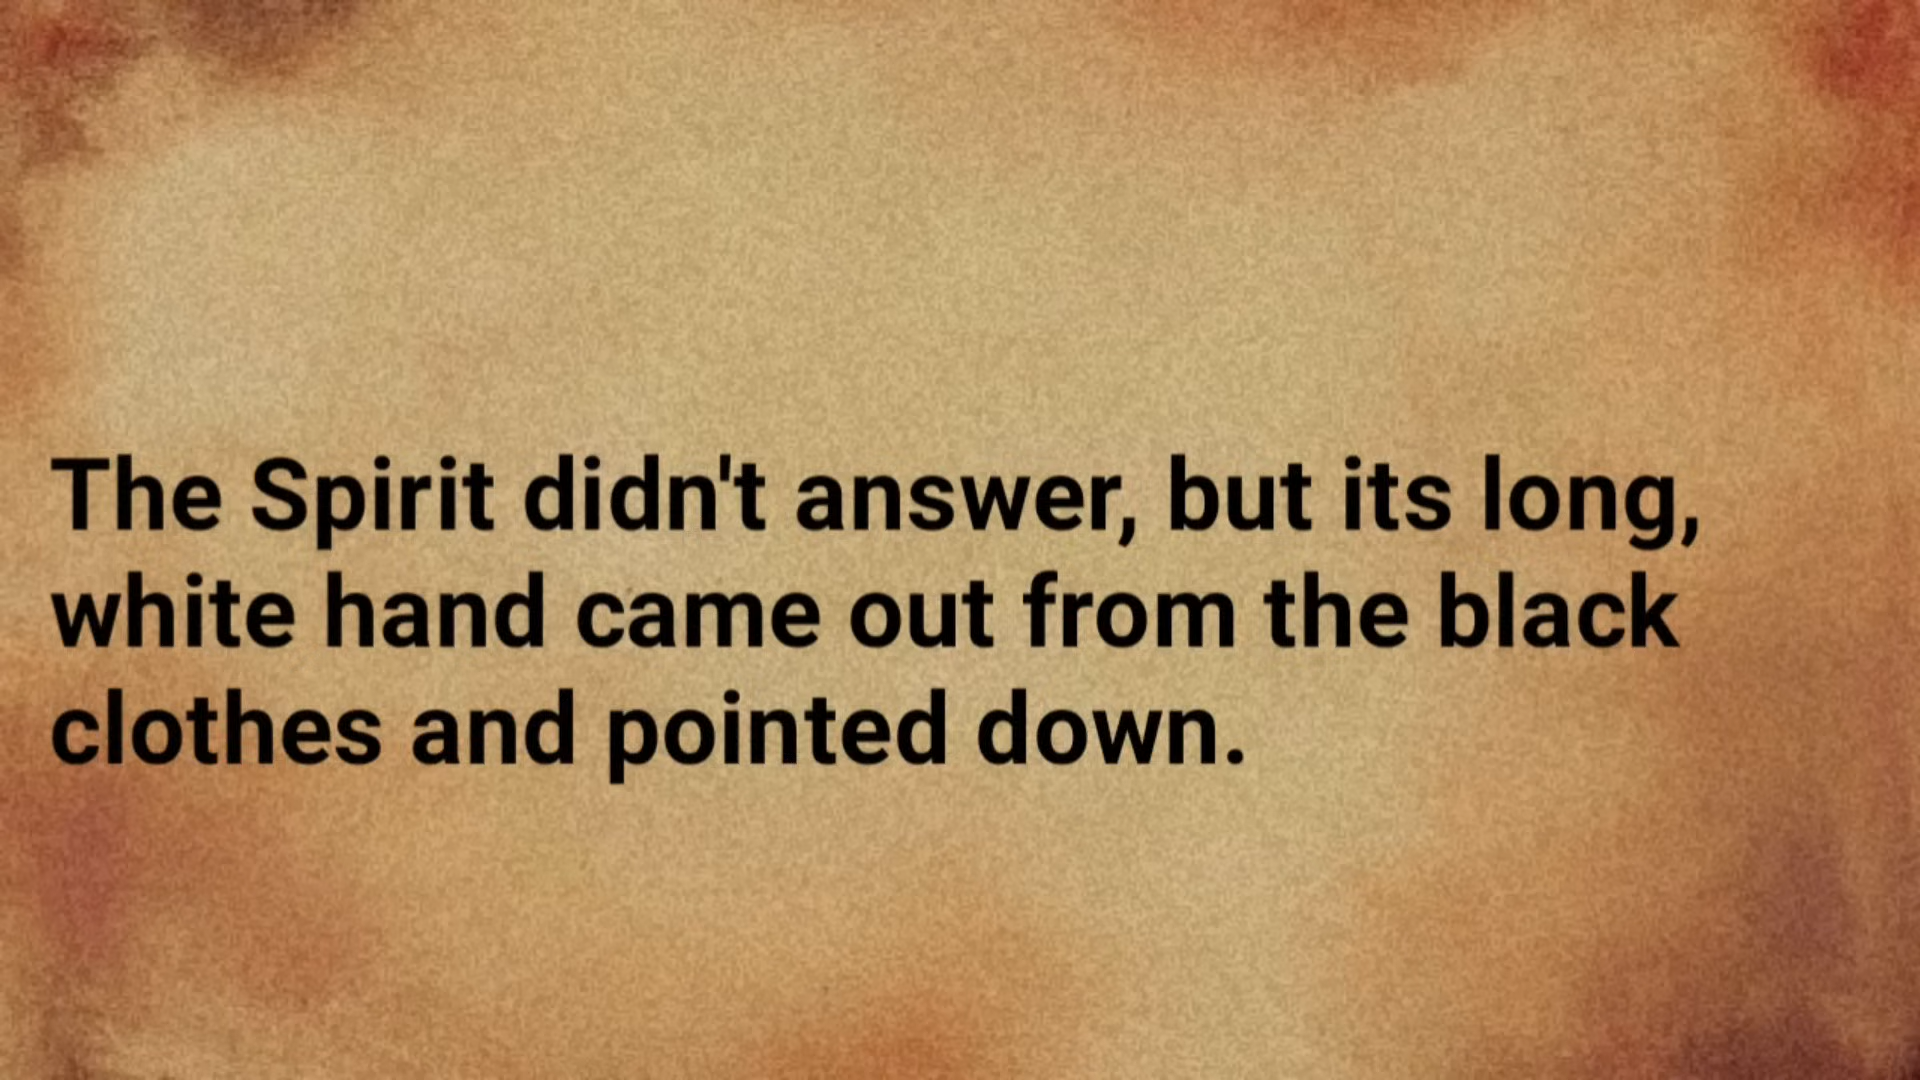 The Spirit didn't answer, but its long,
white hand came out from the black
clothes and pointed down.